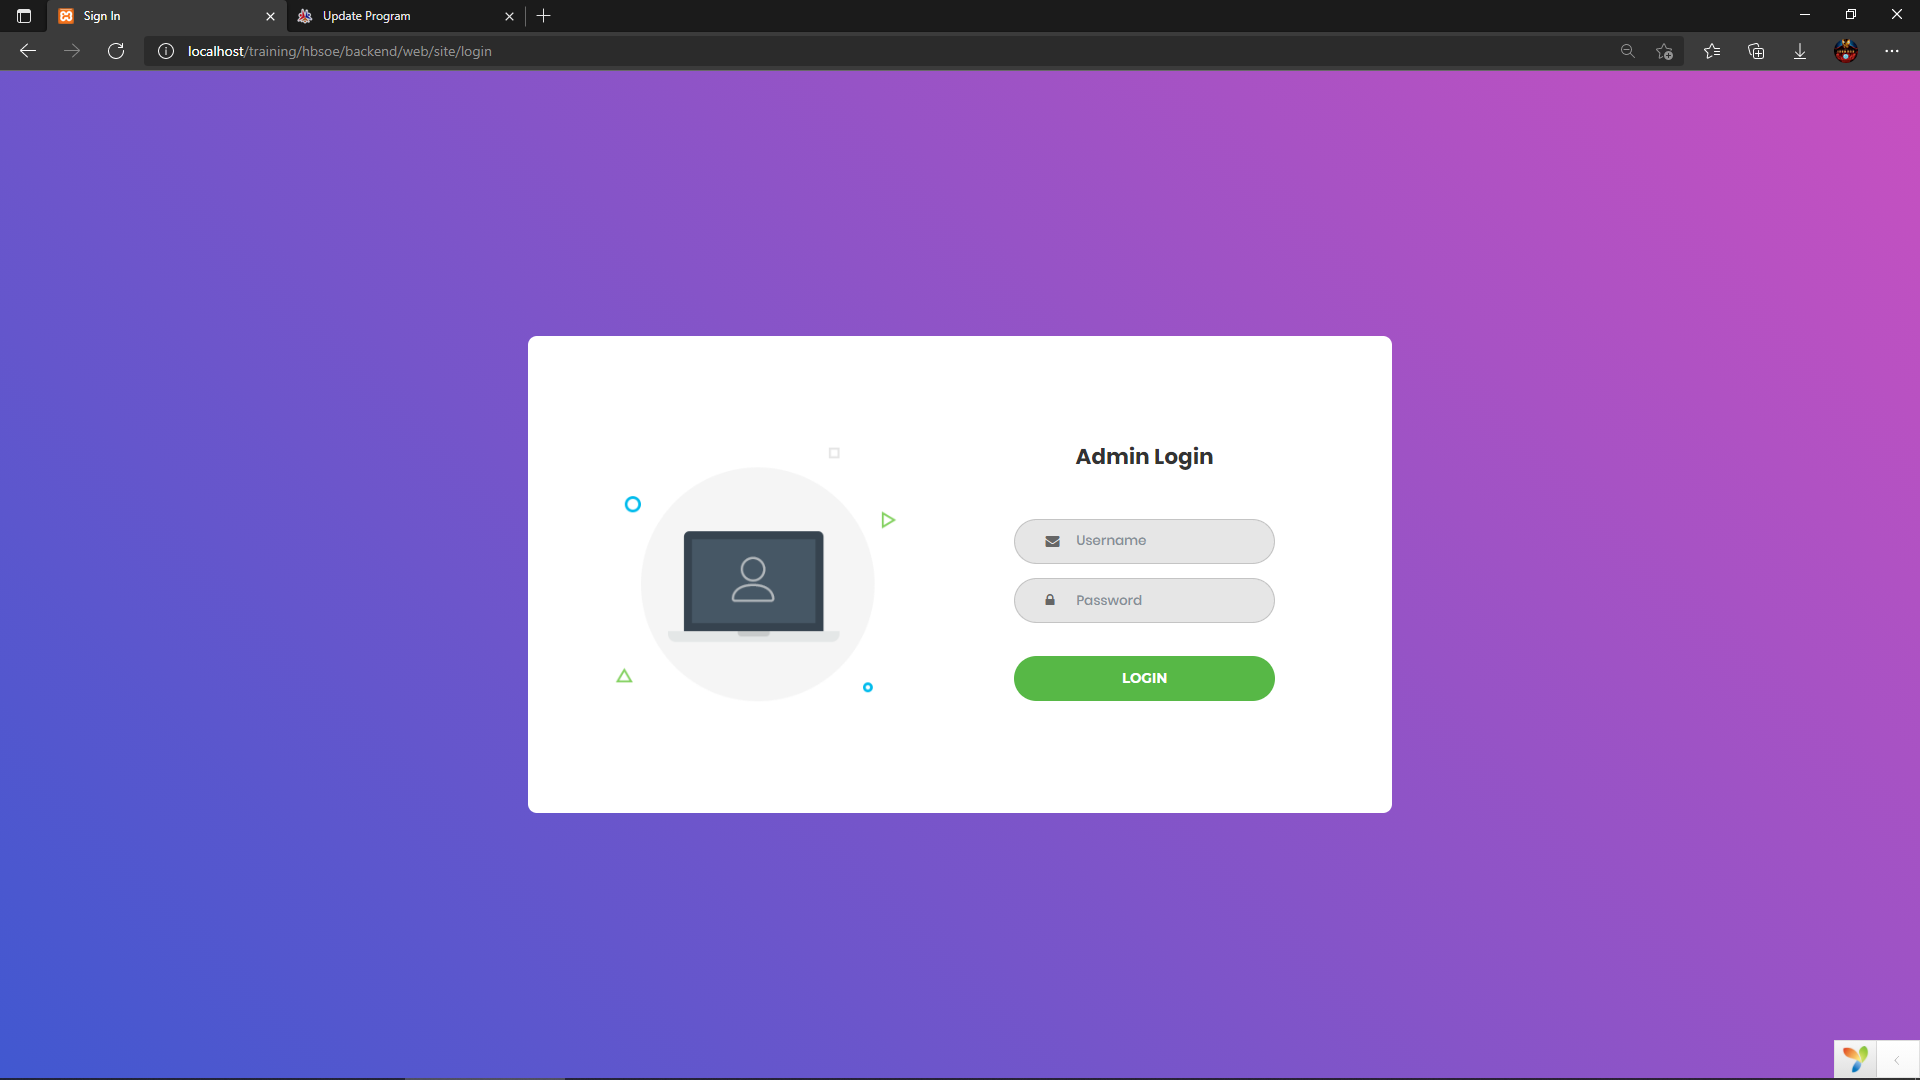 Sign In
Update Program
localhost/training/hbsoe/backend/web/site/login
Admin Login
Username
Password
LOGIN